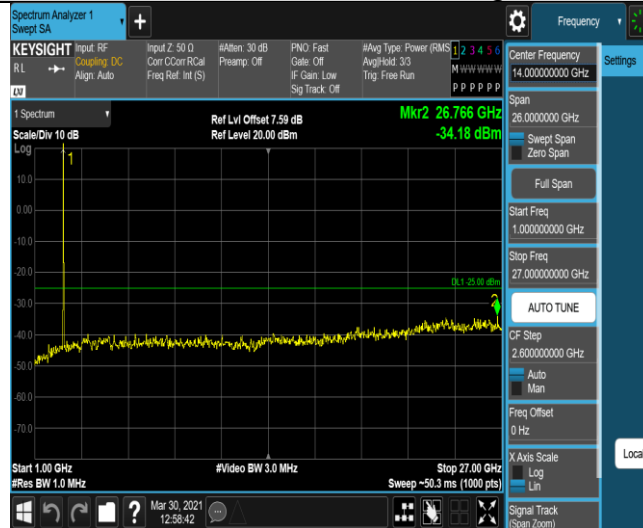 Spectrum Analyzer 1
Swept SA
Frequency
KEYSIGHT
Input: RF
Input Z: 50 Ω
#Atten: 30 dB
PNO: Fast
#Avg Type: Power (RMS
1 2 3 4 5 6
RL
Coupling: DC
Corr CCorr RCal
Preamp: Off
Gate: Off
Avg|Hold: 3/3
M W W W W W
Align: Auto
Freq Ref: Int (S)
IF Gain: Low
Trig: Free Run
Sig Track: Off
P P P P P P
LXI
1 Spectrum
Ref Lvl Offset 7.59 dB
Mkr2 26.766 GHz
Scale/Div 10 dB
Ref Level 20.00 dBm
-34.18 dBm
Log
1
10.0
0.00
-10.0
-20.0
DL1 -25.00 dBm
2
-30.0
-40.0
-50.0
-60.0
-70.0
Start 1.00 GHz
#Video BW 3.0 MHz
Stop 27.00 GHz
#Res BW 1.0 MHz
Sweep ~50.3 ms (1000 pts)
Center Frequency
14.000000000 GHz
Settings
Span
26.0000000 GHz
Swept Span
Zero Span
Full Span
Start Freq
1.000000000 GHz
Stop Freq
27.000000000 GHz
AUTO TUNE
CF Step
2.600000000 GHz
Auto
Man
Freq Offset
0 Hz
X Axis Scale
Log
Lin
Local
Signal Track
(Span Zoom)
?
Mar 30, 2021
12:58:42